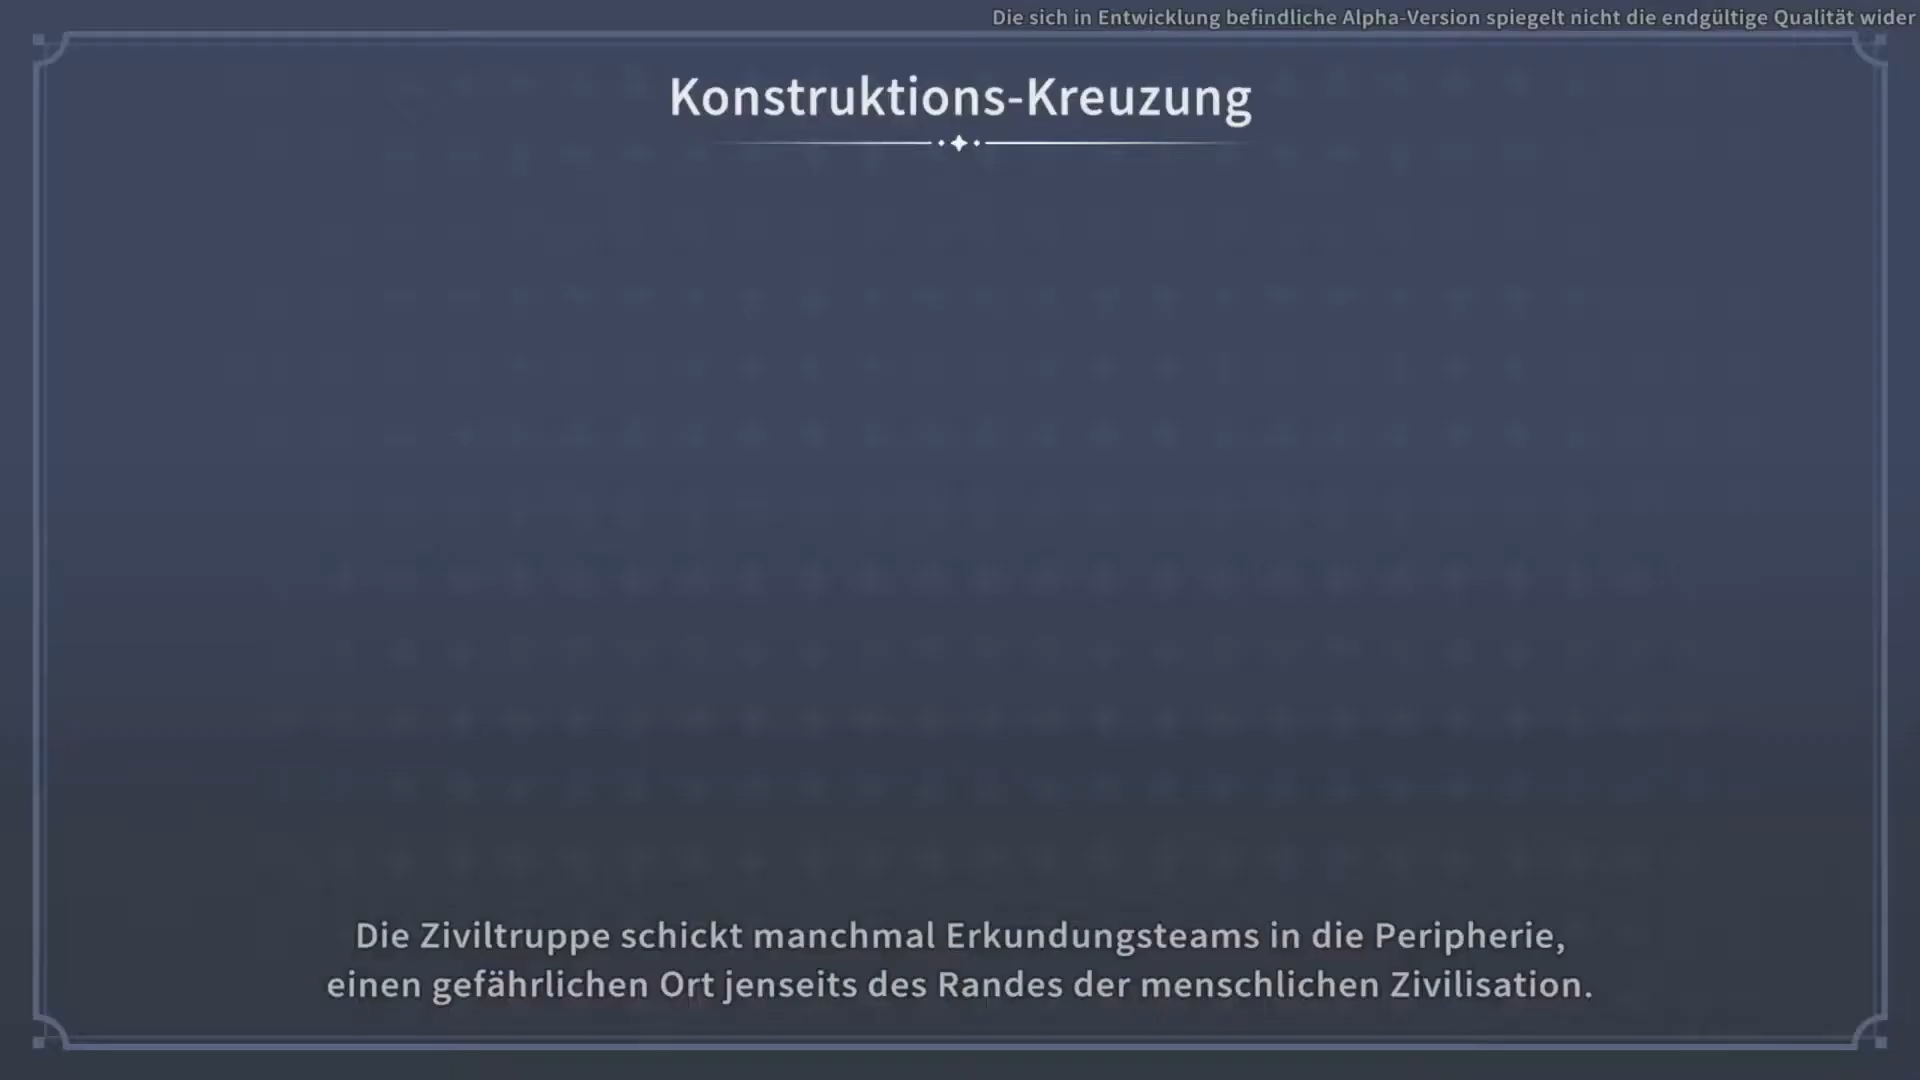 Die sich in Entwicklung befindliche Alpha-Version spiegelt nicht die endgültige Qualität wider
Konstruktions-Kreuzung
Die Ziviltruppe schickt manchmal Erkundungsteams in die Peripherie,
einen gefährlichen Ort jenseits des Randes der menschlichen Zivilisation.